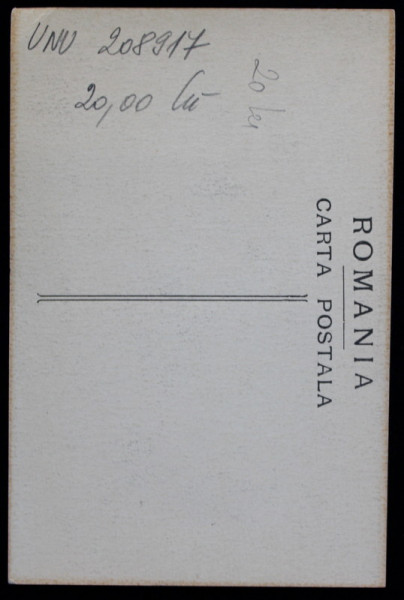 UNU 208917
20,00 lei
20 lei
ROMANIA
CARTA POSTALA